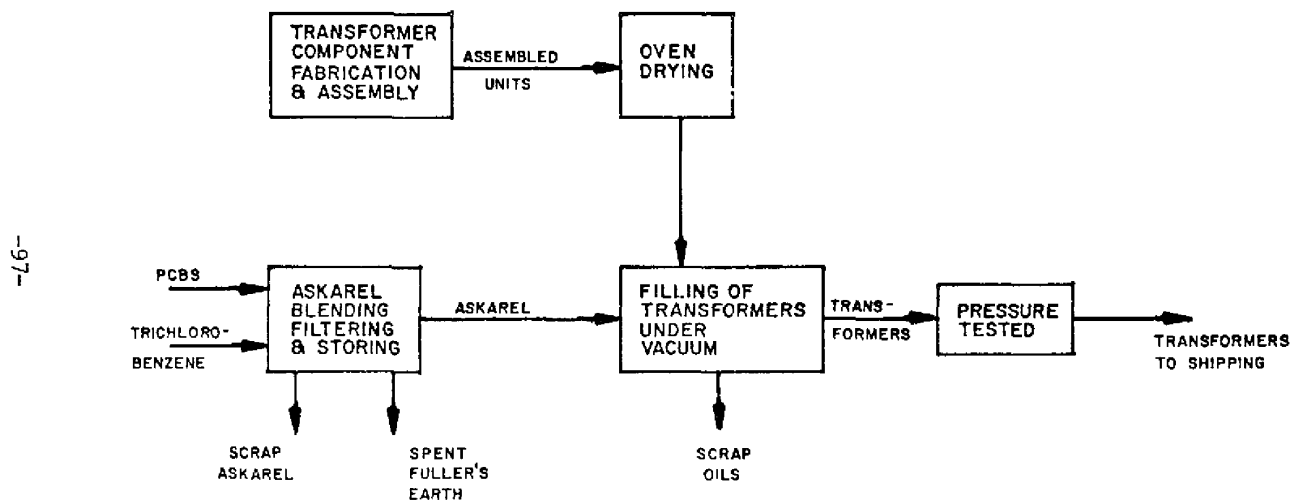 TRANSFORMER
COMPONENT
FABRICATION
& ASSEMBLY
ASSEMBLED
UNITS
OVEN
DRYING
-97-
PCBS
TRICHLORO-
BENZENE
ASKAREL
BLENDING
FILTERING
& STORING
ASKAREL
FILLING OF
TRANSFORMERS
UNDER
VACUUM
TRANS-
FORMERS
PRESSURE
TESTED
TRANSFORMERS
TO SHIPPING
SCRAP
ASKAREL
SPENT
FULLER'S
EARTH
SCRAP
OILS